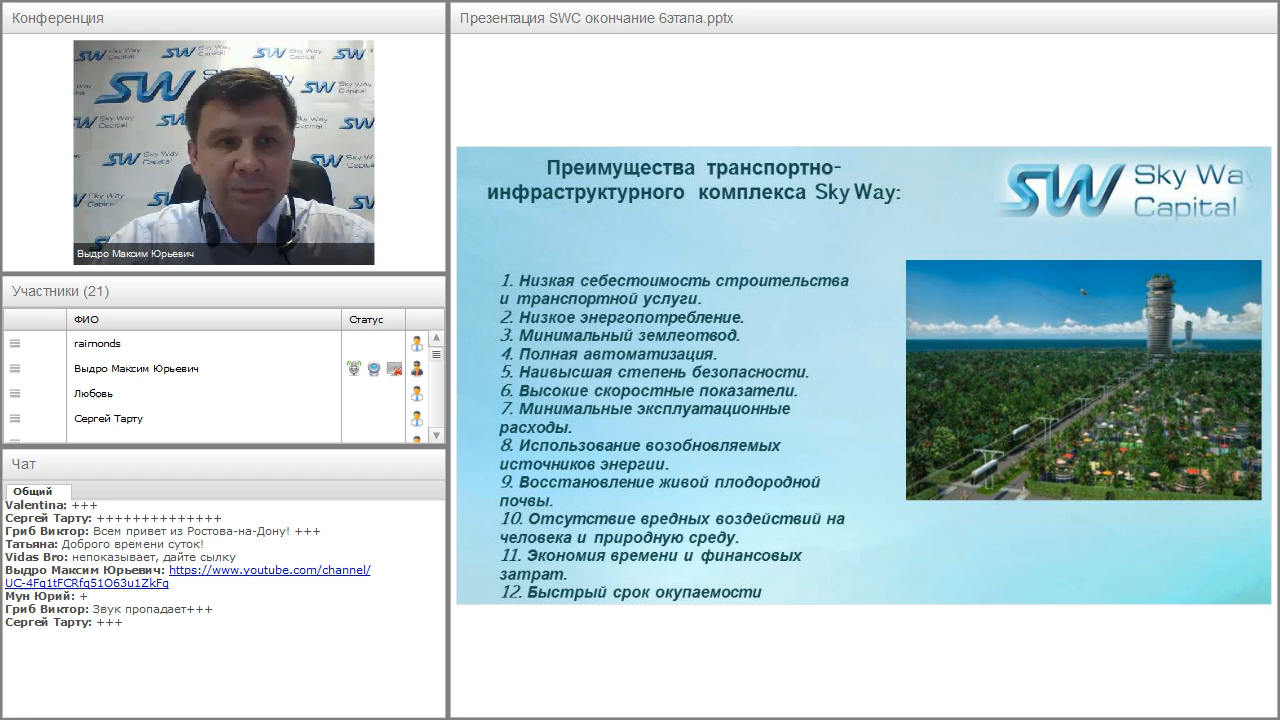 Конференция
SW Sky Way Capital
Выдро Максим Юрьевич
Участники (21)
ФИО
Статус
raimonds
Выдро Максим Юрьевич
Любовь
Сергей Тарту
Чат
Общий
Valentina: +++
Сергей Тарту: ++++++++++++++
Гриб Виктор: Всем привет из Ростова-на-Дону! +++
Татьяна: Доброго времени суток!
Vidas Bro: непоказывает, дайте сылку
Выдро Максим Юрьевич: https://www.youtube.com/channel/
UC-4Fq1tFCRfg51O63u1ZkFg
Мун Юрий: +
Гриб Виктор: Звук пропадает+++
Сергей Тарту: +++
Презентация SWC окончание 6этапа.pptx
Преимущества транспортно-
инфраструктурного комплекса Sky Way:
SW Sky Way
Capital
1. Низкая себестоимость строительства
и транспортной услуги.
2. Низкое энергопотребление.
3. Минимальный землеотвод.
4. Полная автоматизация.
5. Наивысшая степень безопасности.
6. Высокие скоростные показатели.
7. Минимальные эксплуатационные
расходы.
8. Использование возобновляемых
источников энергии.
9. Восстановление живой плодородной
почвы.
10. Отсутствие вредных воздействий на
человека и природную среду.
11. Экономия времени и финансовых
затрат.
12. Быстрый срок окупаемости